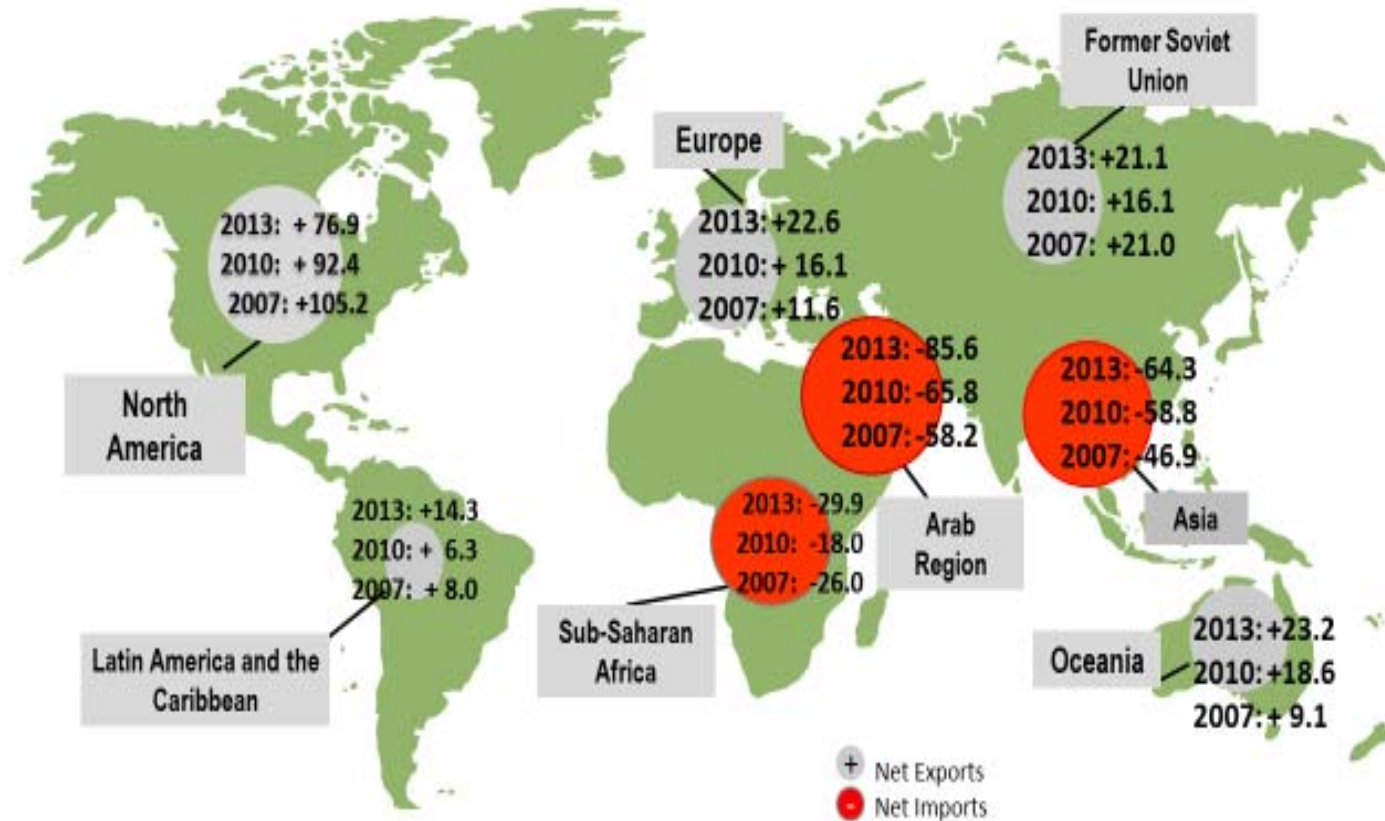 Former Soviet
Union
2013: +21.1
2010: +16.1
2007: +21.0
Europe
2013: +22.6
2010: + 16.1
2007: +11.6
2013: + 76.9
2010: + 92.4
2007: +105.2
North
America
2013: -85.6
2010: -65.8
2007: -58.2
Arab
Region
2013: -64.3
2010: -58.8
2007: -46.9
Asia
2013: +14.3
2010: + 6.3
2007: + 8.0
Latin America and the
Caribbean
2013: -29.9
2010: -18.0
2007: -26.0
Sub-Saharan
Africa
Oceania
2013: +23.2
2010: +18.6
2007: + 9.1
+ Net Exports
- Net Imports